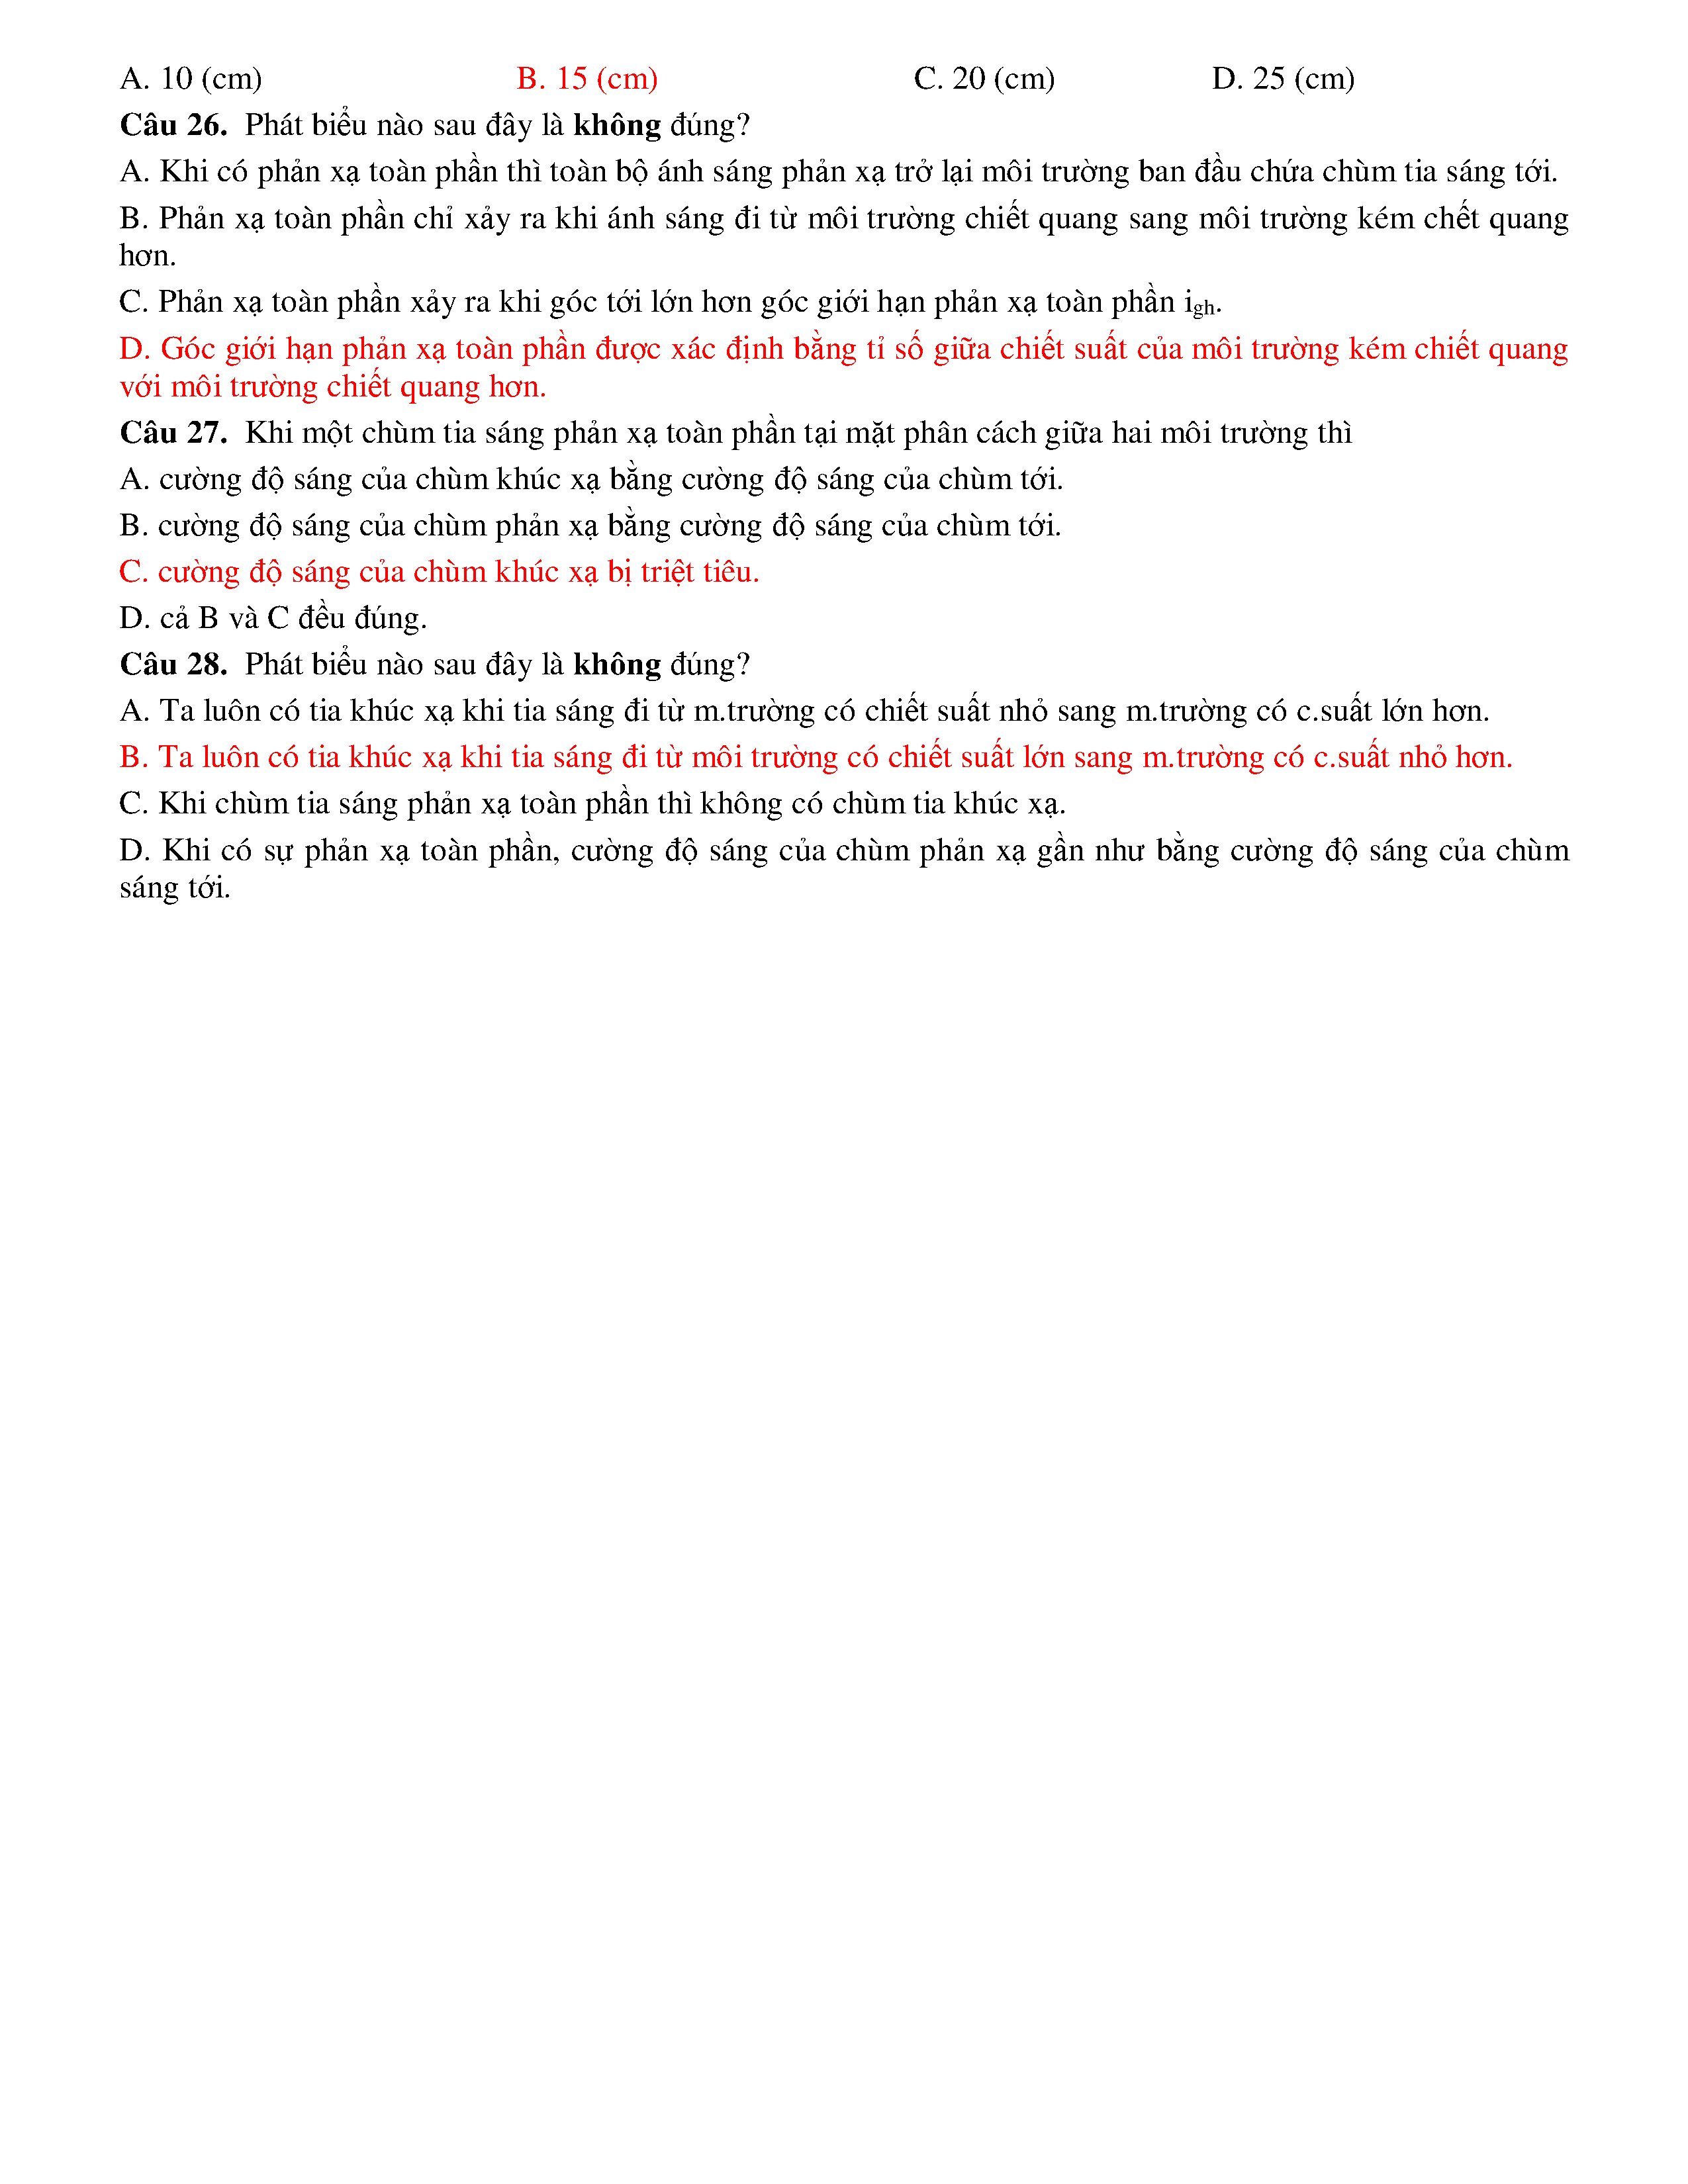 A. 10 (cm) B. 15 (cm) C. 20 (cm) D. 25 (cm)
Câu 26. Phát biểu nào sau đây là không đúng?
A. Khi có phản xạ toàn phần thì toàn bộ ánh sáng phản xạ trở lại môi trường ban đầu chứa chùm tia sáng tới.
B. Phản xạ toàn phần chỉ xảy ra khi ánh sáng đi từ môi trường chiết quang sang môi trường kém chết quang
hơn.
C. Phản xạ toàn phần xảy ra khi góc tới lớn hơn góc giới hạn phản xạ toàn phần igh.
D. Góc giới hạn phản xạ toàn phần được xác định bằng tỉ số giữa chiết suất của môi trường kém chiết quang
với môi trường chiết quang hơn.
Câu 27. Khi một chùm tia sáng phản xạ toàn phần tại mặt phân cách giữa hai môi trường thì
A. cường độ sáng của chùm khúc xạ bằng cường độ sáng của chùm tới.
B. cường độ sáng của chùm phản xạ bằng cường độ sáng của chùm tới.
C. cường độ sáng của chùm khúc xạ bị triệt tiêu.
D. cả B và C đều đúng.
Câu 28. Phát biểu nào sau đây là không đúng?
A. Ta luôn có tia khúc xạ khi tia sáng đi từ m.trường có chiết suất nhỏ sang m.trường có c.suất lớn hơn.
B. Ta luôn có tia khúc xạ khi tia sáng đi từ môi trường có chiết suất lớn sang m.trường có c.suất nhỏ hơn.
C. Khi chùm tia sáng phản xạ toàn phần thì không có chùm tia khúc xạ.
D. Khi có sự phản xạ toàn phần, cường độ sáng của chùm phản xạ gần như bằng cường độ sáng của chùm
sáng tới.